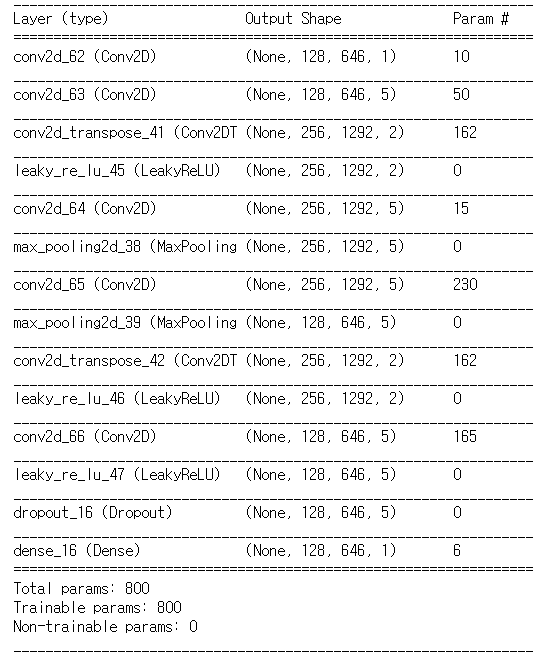 Layer (type) Output Shape Param #
conv2d_62 (Conv2D) (None, 128, 646, 1) 10
conv2d_63 (Conv2D) (None, 128, 646, 5) 50
conv2d_transpose_41 (Conv2DT (None, 256, 1292, 2) 162
leaky_re_lu_45 (LeakyReLU) (None, 256, 1292, 2) 0
conv2d_64 (Conv2D) (None, 256, 1292, 5) 15
max_pooling2d_38 (MaxPooling (None, 256, 1292, 5) 0
conv2d_65 (Conv2D) (None, 256, 1292, 5) 230
max_pooling2d_39 (MaxPooling (None, 128, 646, 5) 0
conv2d_transpose_42 (Conv2DT (None, 256, 1292, 2) 162
leaky_re_lu_46 (LeakyReLU) (None, 256, 1292, 2) 0
conv2d_66 (Conv2D) (None, 128, 646, 5) 165
leaky_re_lu_47 (LeakyReLU) (None, 128, 646, 5) 0
dropout_16 (Dropout) (None, 128, 646, 5) 0
dense_16 (Dense) (None, 128, 646, 1) 6
Total params: 800
Trainable params: 800
Non-trainable params: 0